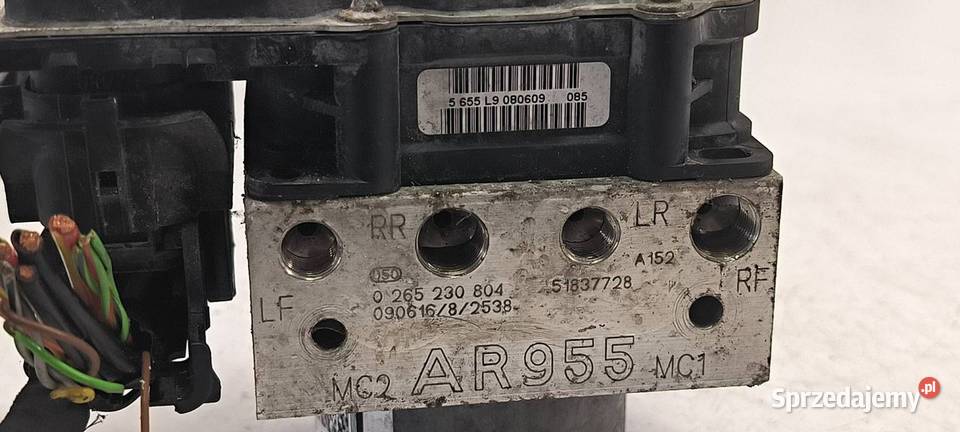 5 655 L9 080609 085
RR
LR
A152
ISO
0 265 230 804
51837728
RF
LF
090616/8/2538
MC2
AR955
MC1
Sprzedajemy.pl